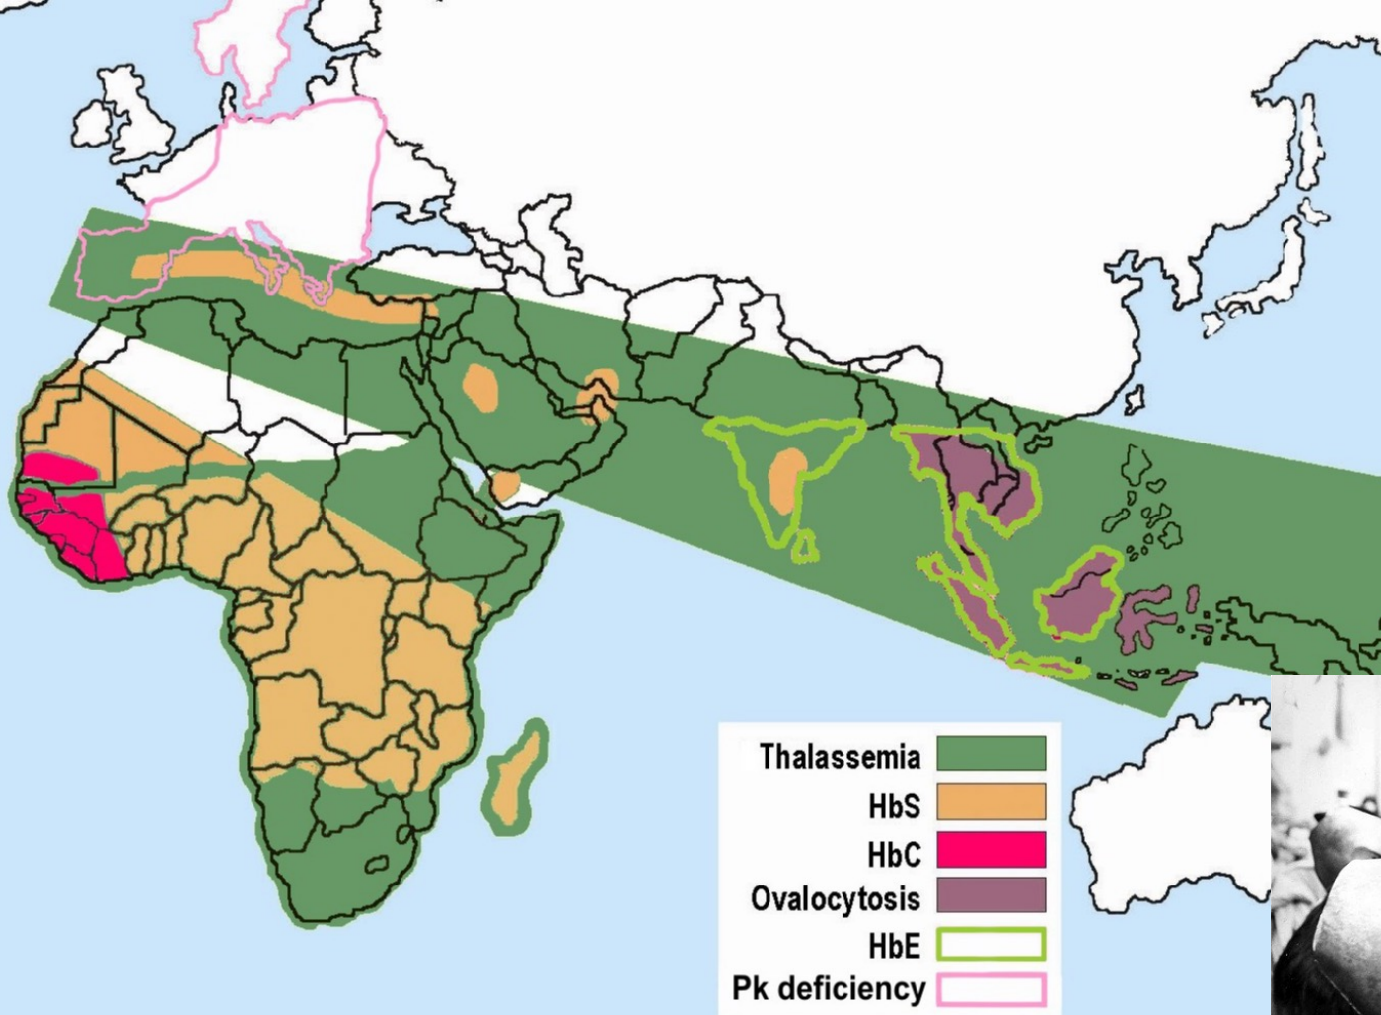 Thalassemia
HbS
HbC
Ovalocytosis
HbE
Pk deficiency